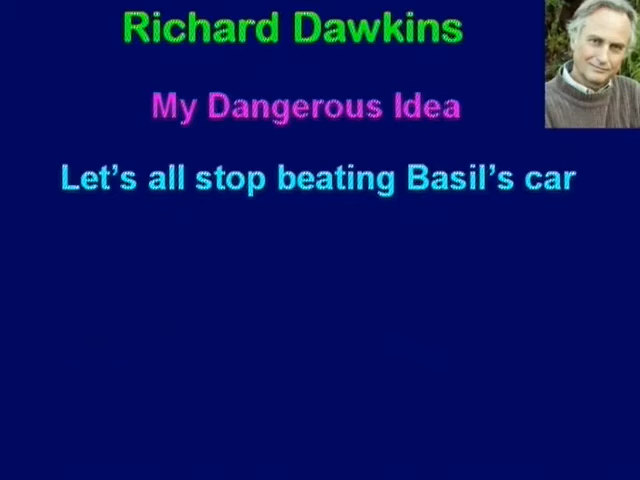 Richard Dawkins
My Dangerous Idea
Let’s all stop beating Basil’s car